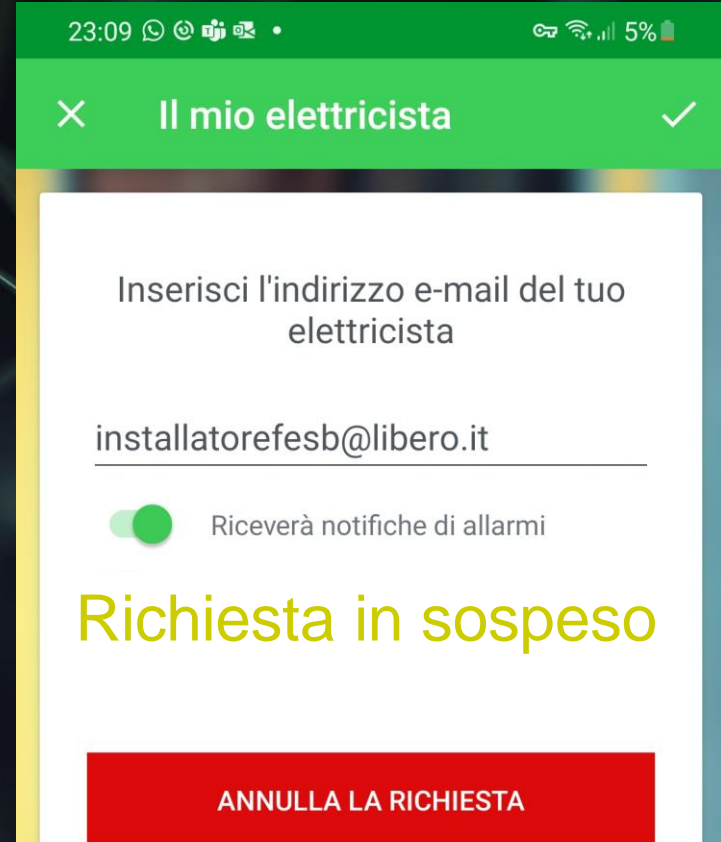 23:09 5%
Il mio elettricista
Inserisci l'indirizzo e-mail del tuo
elettricista
installatorefesb@libero.it
Riceverà notifiche di allarmi
Richiesta in sospeso
ANNULLA LA RICHIESTA